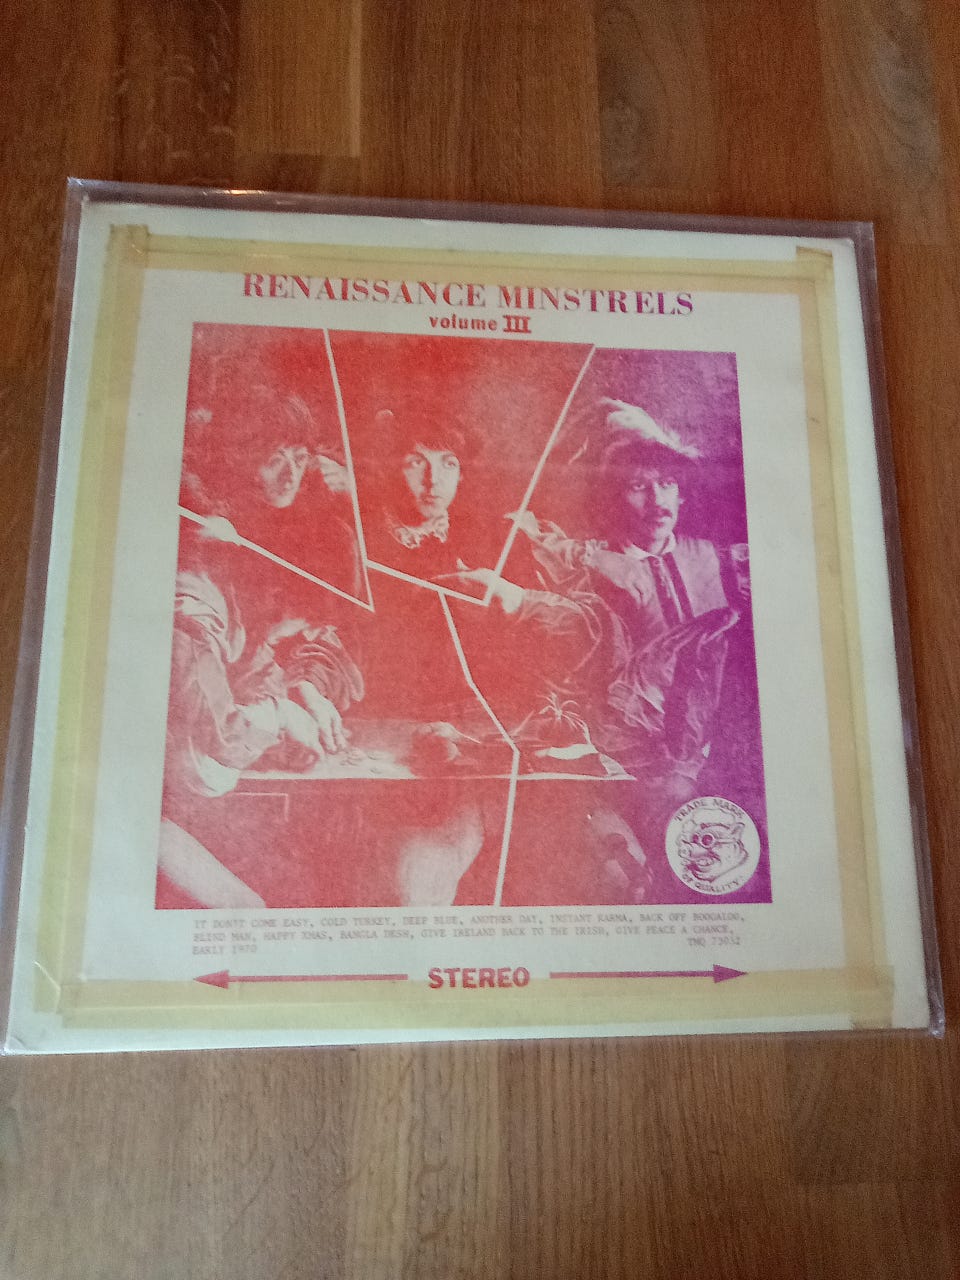 RENAISSANCE MINSTRELS
volume III
TRADE MARK
OF QUALITY
IT DON'T COME EASY, COLD TURKEY, DEEP BLUE, ANOTHER DAY, INSTANT KARMA, BACK OFF BOOGALOO,
BLIND MAN, HAPPY XMAS, BANGLA DESH, GIVE IRELAND BACK TO THE IRISH, GIVE PEACE A CHANCE,
EARLY 1970 TMQ 73032
STEREO